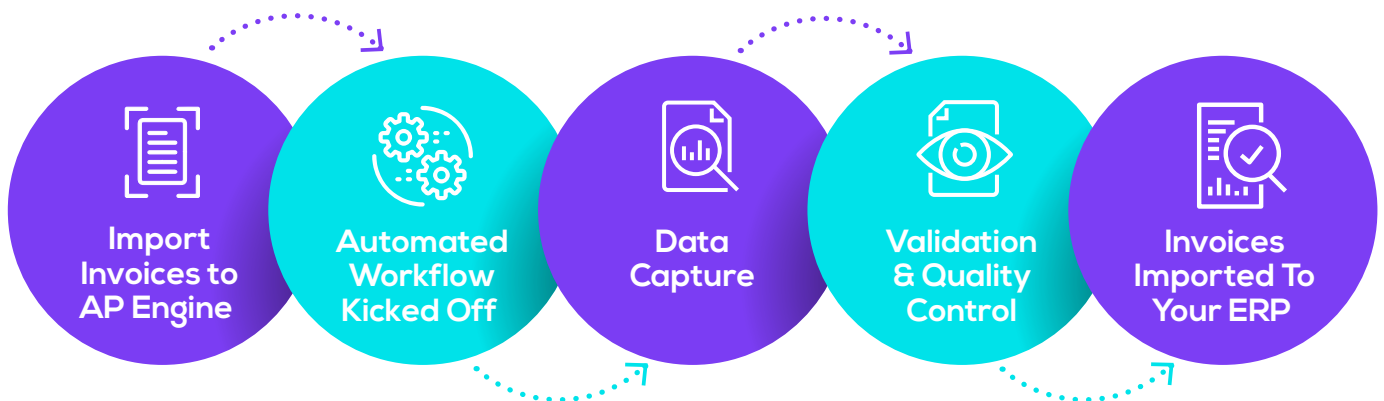 Import
Invoices to
AP Engine
Automated
Workflow
Kicked Off
Data
Capture
Validation
& Quality
Control
Invoices
Imported To
Your ERP